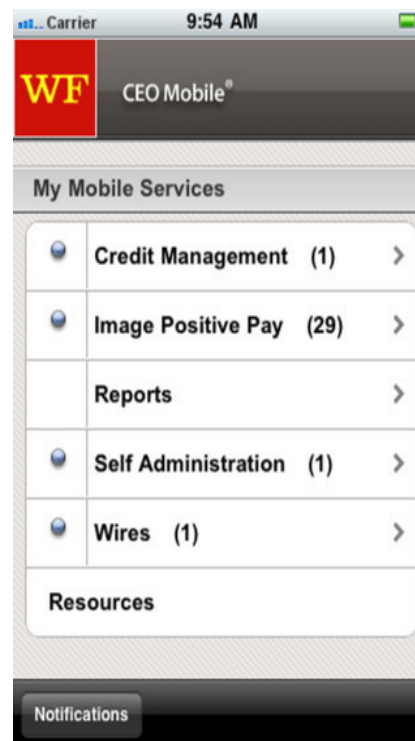 Carrier 9:54 AM
WF CEO Mobile®
My Mobile Services
Credit Management (1)
Image Positive Pay (29)
Reports
Self Administration (1)
Wires (1)
Resources
Notifications